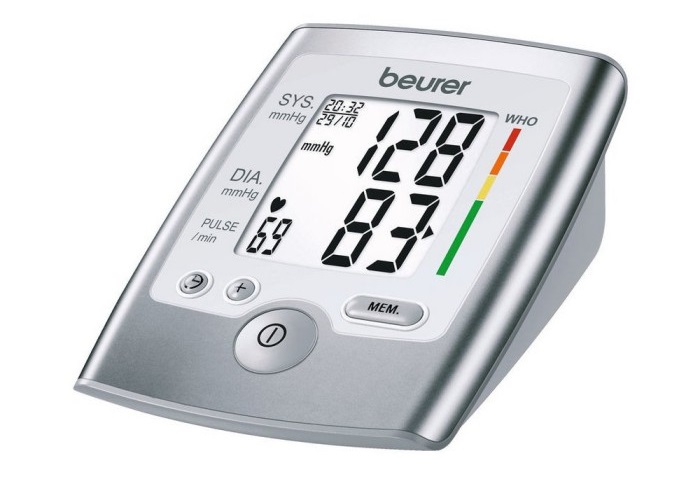 beurer
SYS.
mmHg
20:32
29/10
128
WHO
mmHg
DIA.
mmHg
83
PULSE
/min
69
+
MEM.